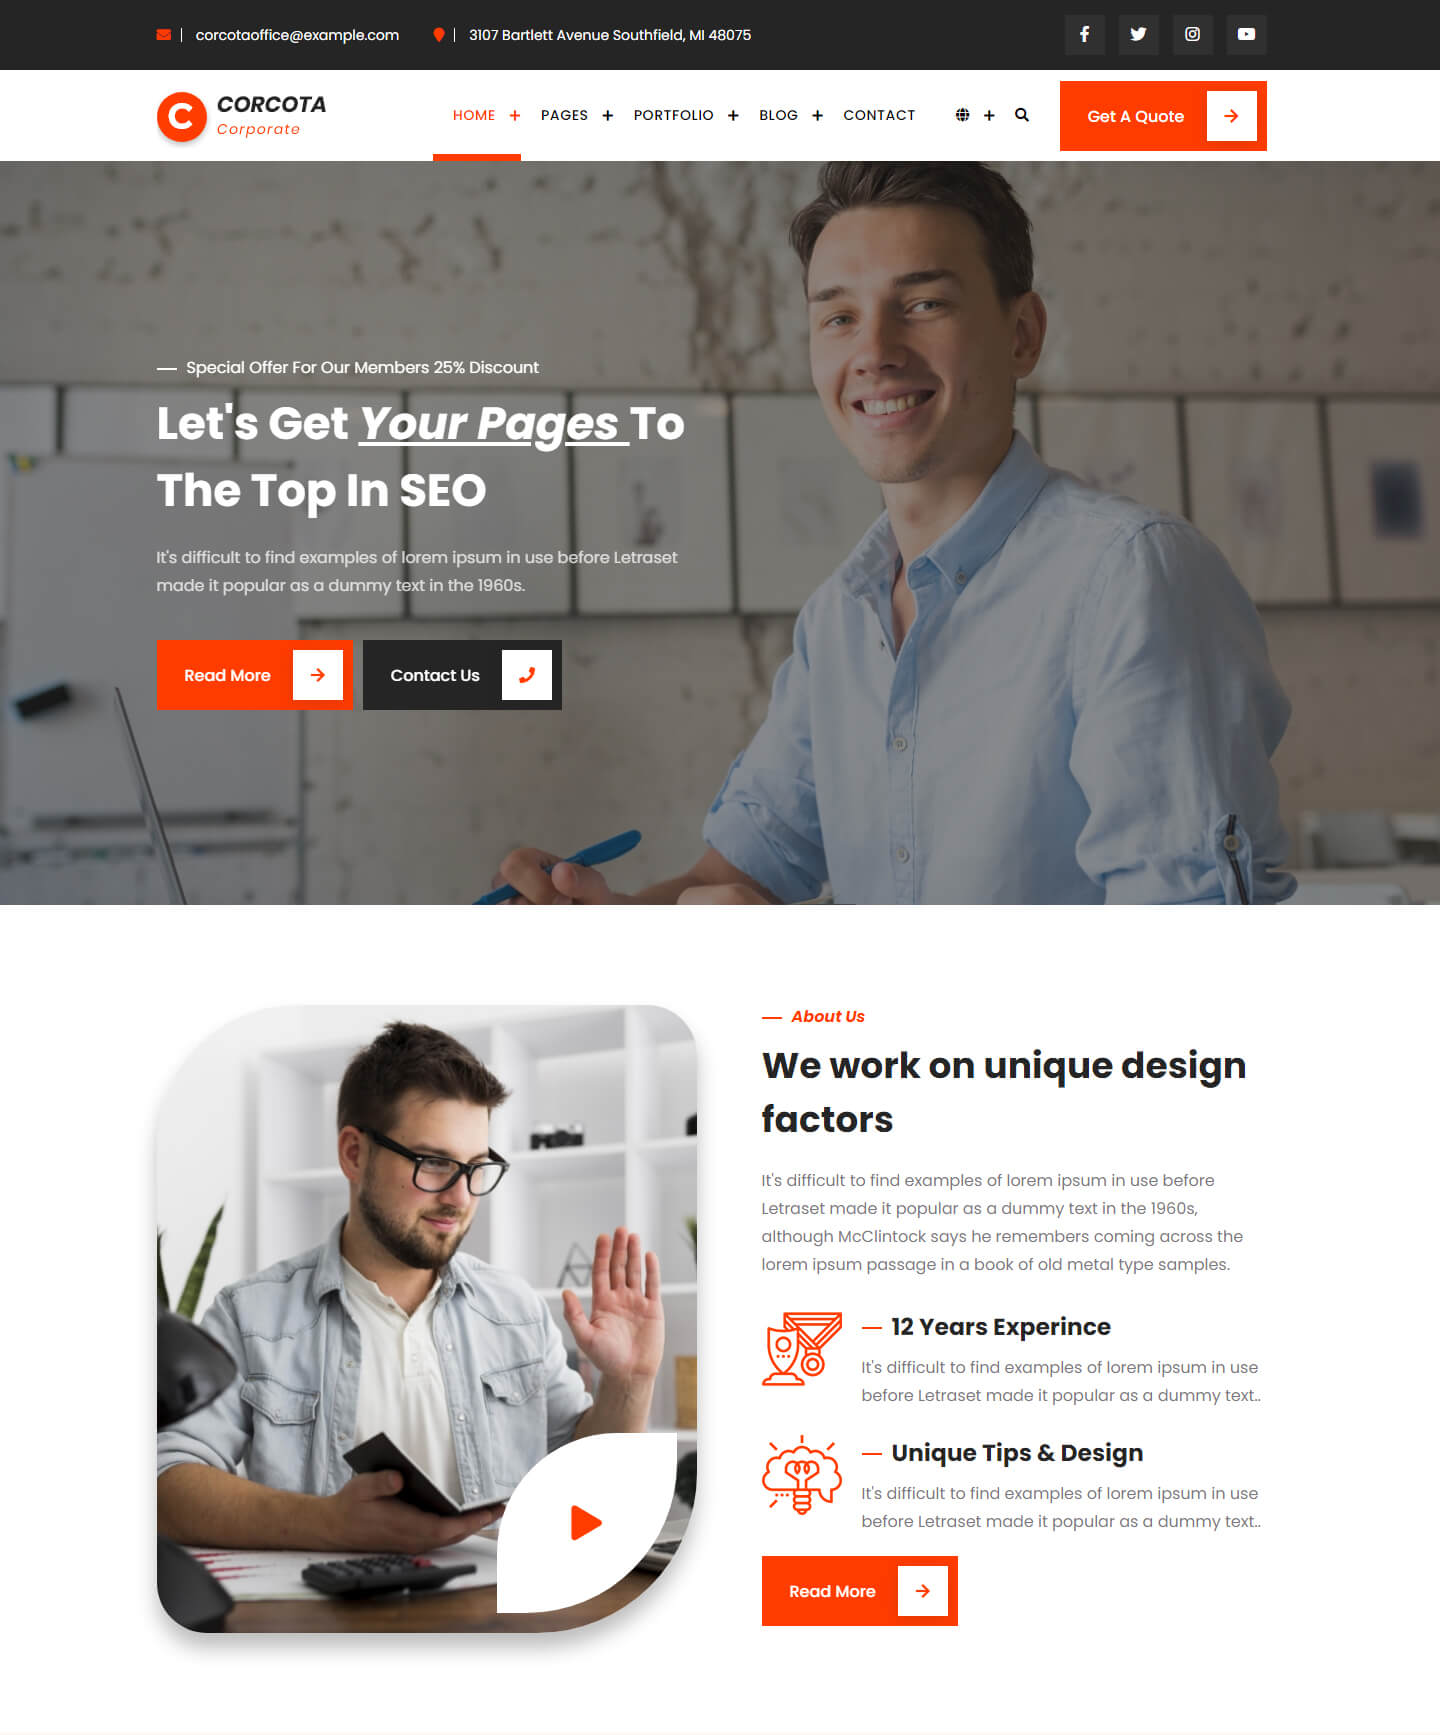 corcotaoffice@example.com
3107 Bartlett Avenue Southfield, MI 48075
C
CORCOTA
Corporate
HOME
PAGES
PORTFOLIO
BLOG
CONTACT
Get A Quote
Special Offer For Our Members 25% Discount
Let's Get Your Pages To
The Top In SEO
It's difficult to find examples of lorem ipsum in use before Letraset
made it popular as a dummy text in the 1960s.
Read More
Contact Us
About Us
We work on unique design
factors
It's difficult to find examples of lorem ipsum in use before
Letraset made it popular as a dummy text in the 1960s,
although McClintock says he remembers coming across the
lorem ipsum passage in a book of old metal type samples.
12 Years Experince
It's difficult to find examples of lorem ipsum in use
before Letraset made it popular as a dummy text..
Unique Tips & Design
It's difficult to find examples of lorem ipsum in use
before Letraset made it popular as a dummy text..
Read More